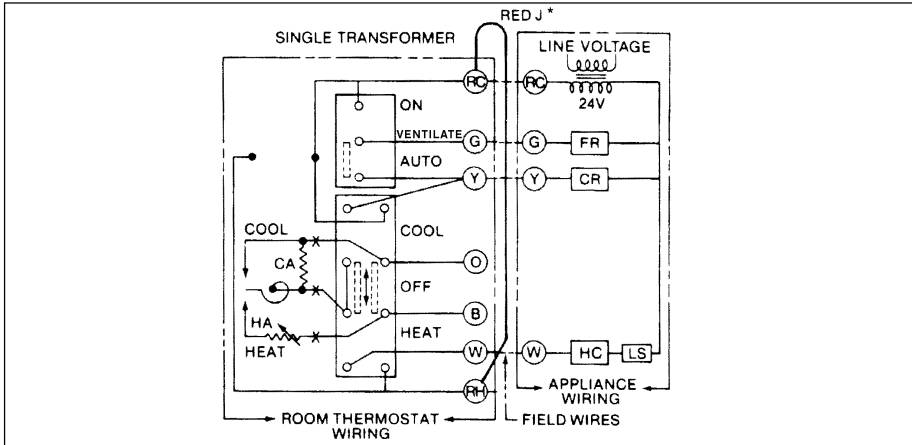 RED J *
SINGLE TRANSFORMER
LINE VOLTAGE
RC
RC
24V
ON
VENTILATE
G
G
FR
AUTO
Y
Y
CR
COOL
COOL
CA
O
OFF
B
HA
HEAT
HEAT
W
W
HC
LS
RH
APPLIANCE
WIRING
ROOM THERMOSTAT
WIRING
FIELD WIRES